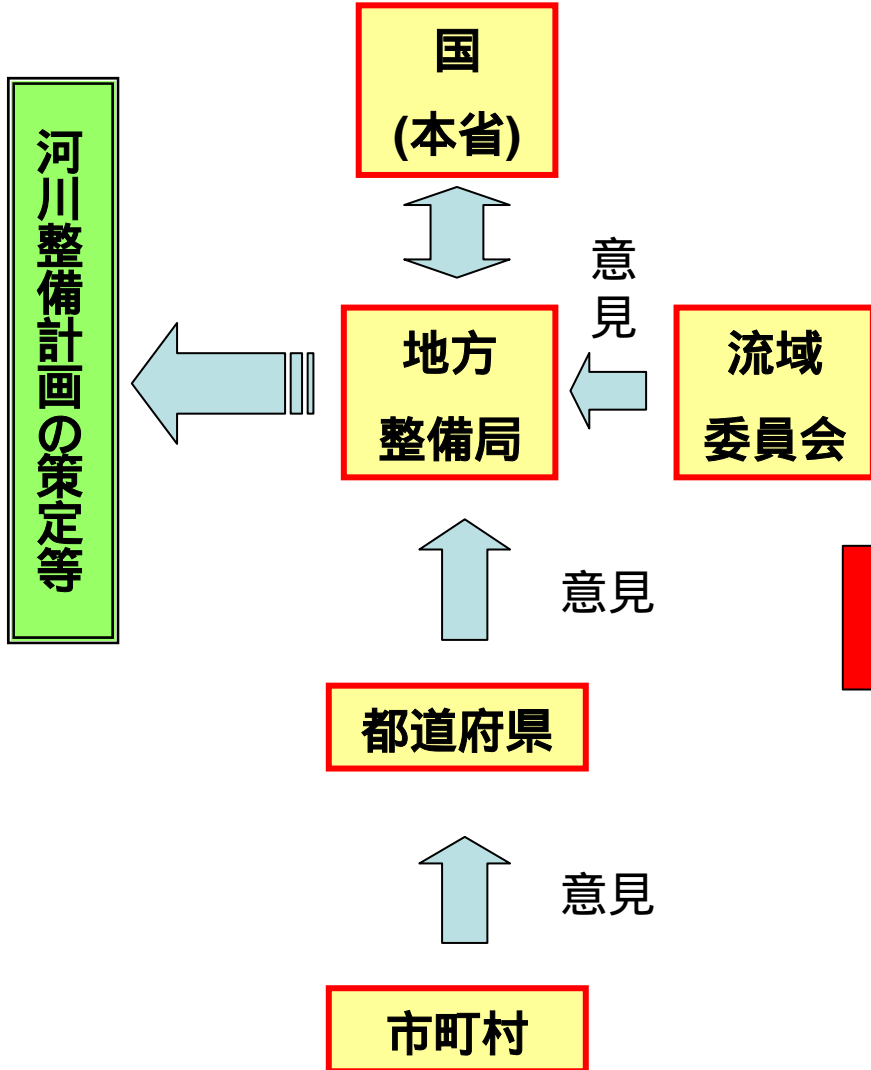 国
(本省)
河川整備計画の策定等
意
見
地方
整備局
流域
委員会
意見
都道府県
意見
市町村